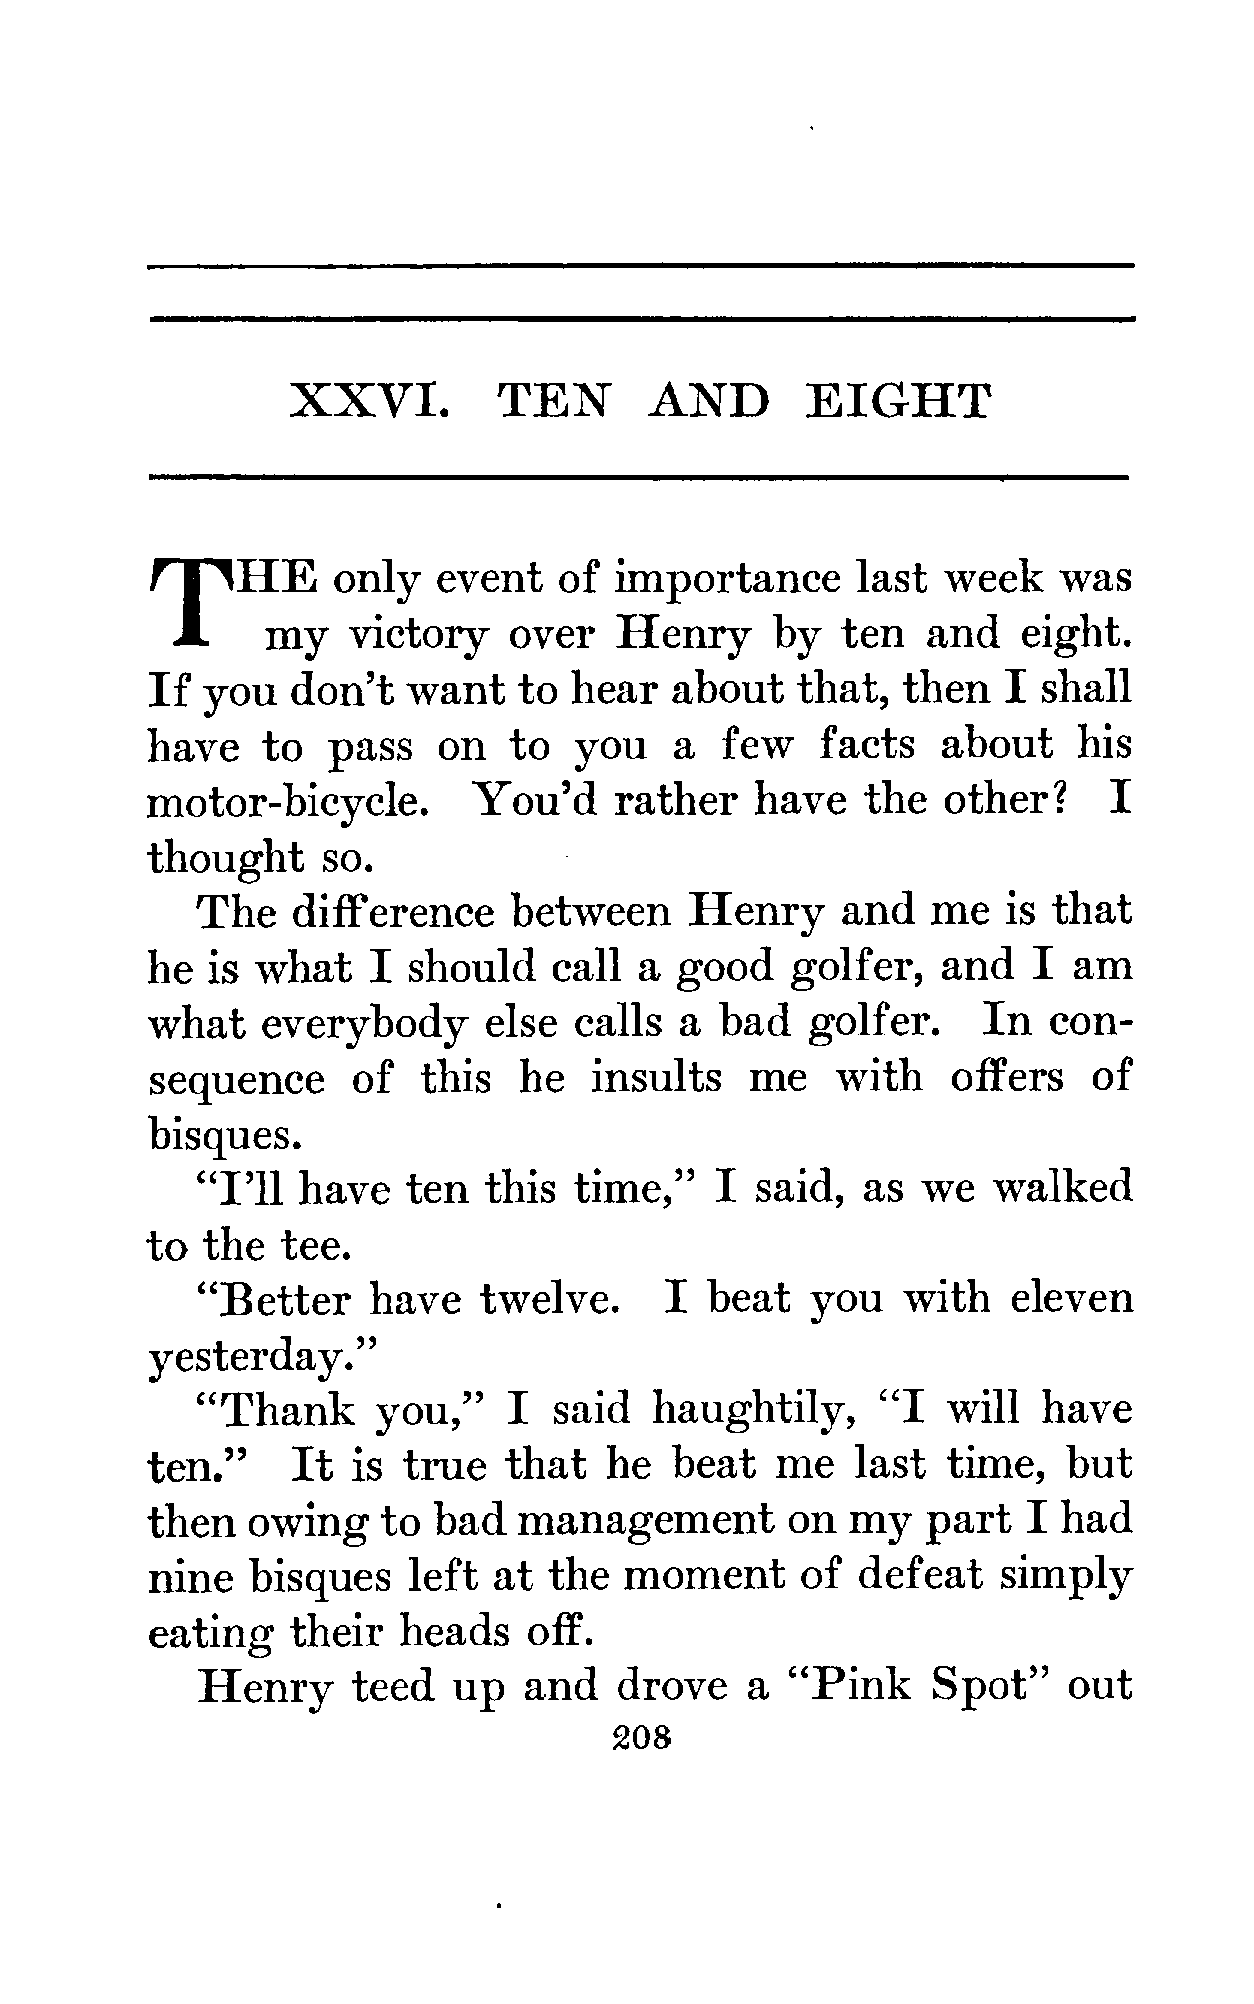 XXVI. TEN AND EIGHT
THE only event of importance last week was
my victory over Henry by ten and eight.
If you don't want to hear about that, then I shall
have to pass on to you a few facts about his
motor-bicycle. You'd rather have the other? I
thought so.
The difference between Henry and me is that
he is what I should call a good golfer, and I am
what everybody else calls a bad golfer. In con-
sequence of this he insults me with offers of
bisques.
"I'll have ten this time," I said, as we walked
to the tee.
"Better have twelve. I beat you with eleven
yesterday."
"Thank you," I said haughtily, "I will have
ten." It is true that he beat me last time, but
then owing to bad management on my part I had
nine bisques left at the moment of defeat simply
eating their heads off.
Henry teed up and drove a "Pink Spot" out
208